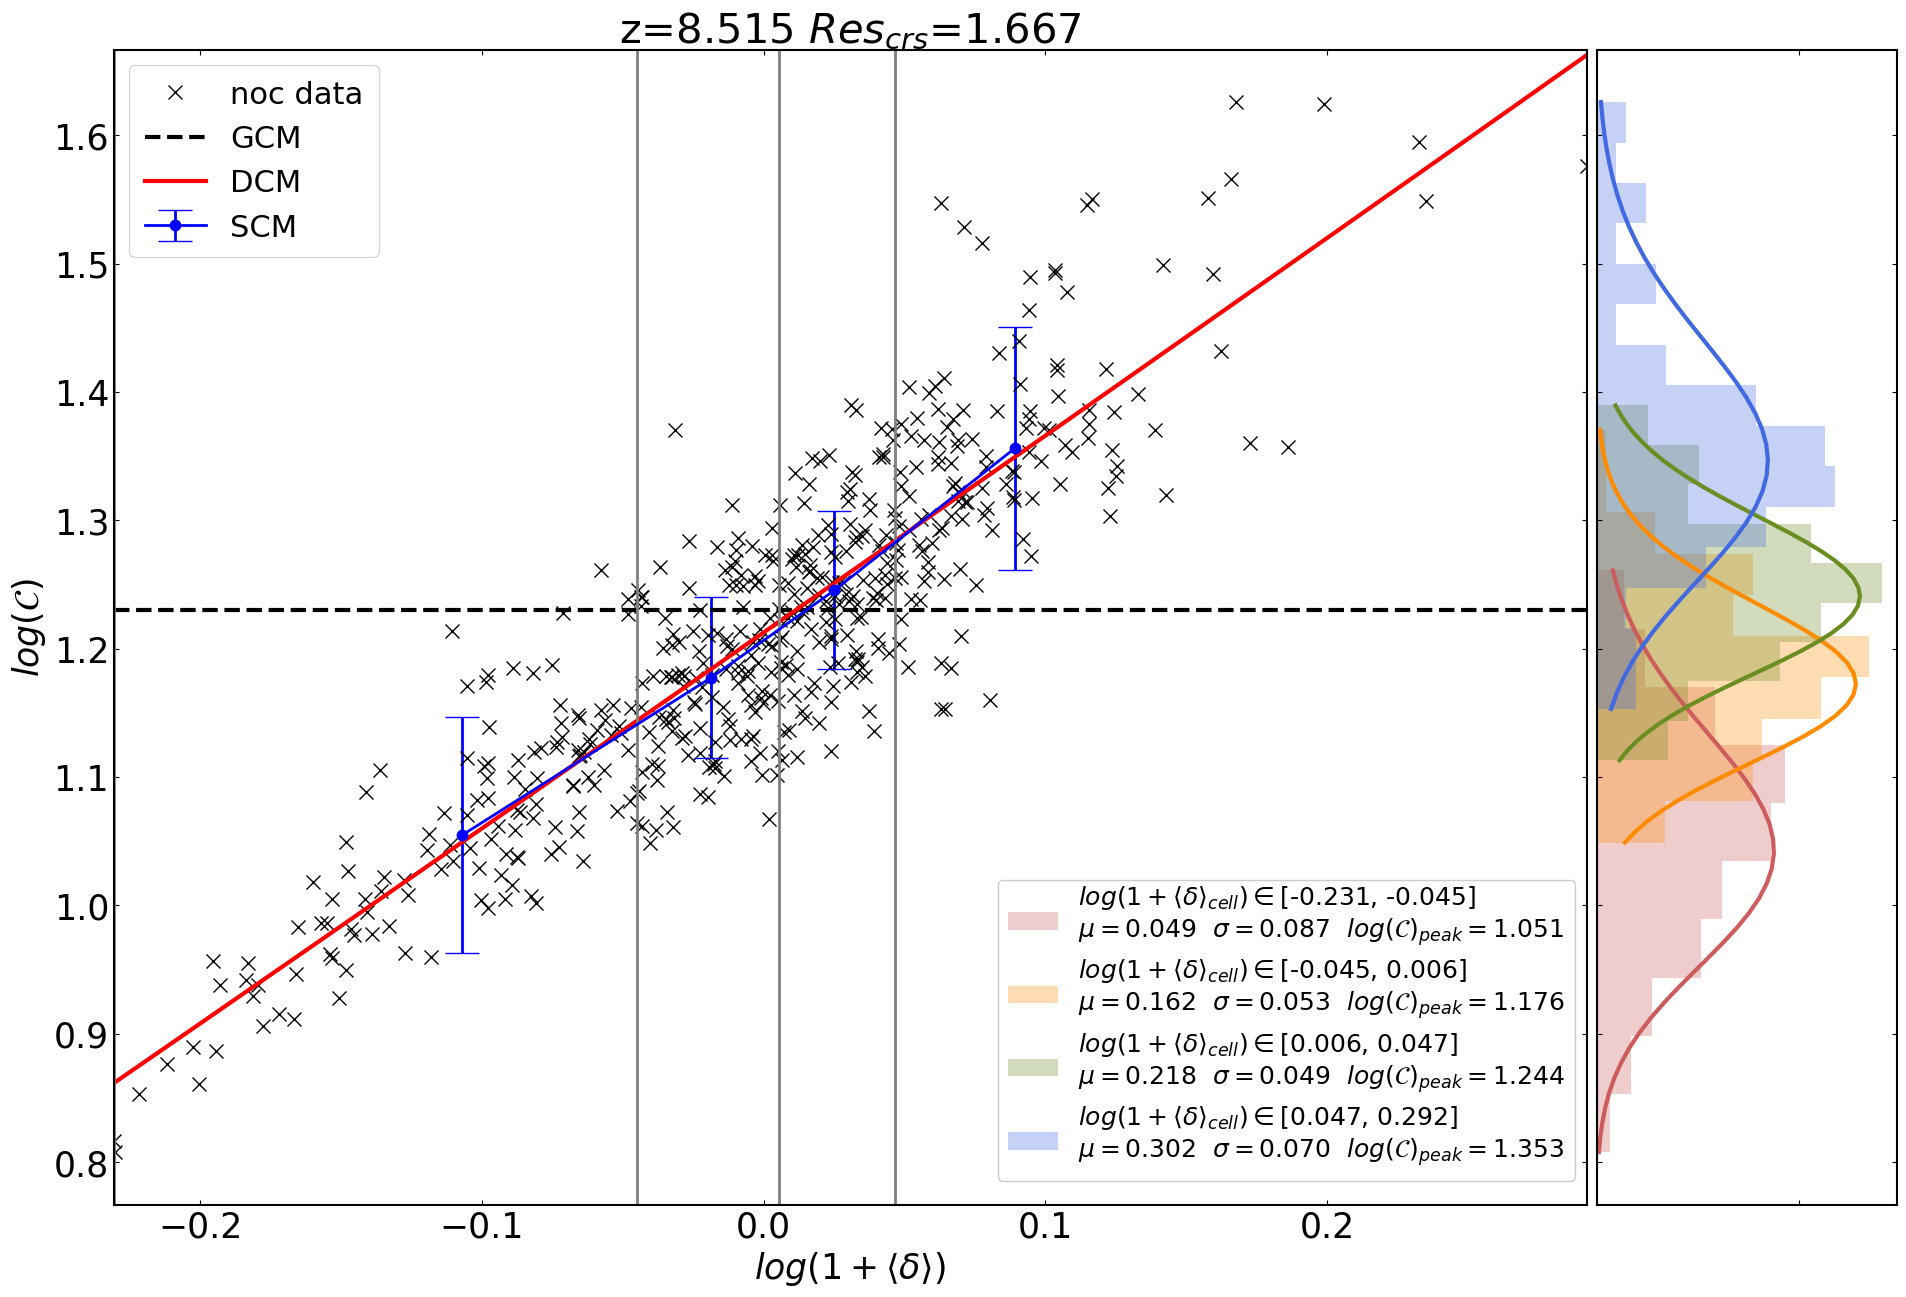 z=8.515 Res_crs=1.667
noc data
GCM
DCM
SCM
log(𝒞)
1.6
1.5
1.4
1.3
1.2
1.1
1.0
0.9
0.8
log(1 + ⟨δ⟩_cell) ∈ [-0.231, -0.045]
μ = 0.049 σ = 0.087 log(𝒞)_peak = 1.051
log(1 + ⟨δ⟩_cell) ∈ [-0.045, 0.006]
μ = 0.162 σ = 0.053 log(𝒞)_peak = 1.176
log(1 + ⟨δ⟩_cell) ∈ [0.006, 0.047]
μ = 0.218 σ = 0.049 log(𝒞)_peak = 1.244
log(1 + ⟨δ⟩_cell) ∈ [0.047, 0.292]
μ = 0.302 σ = 0.070 log(𝒞)_peak = 1.353
−0.2 −0.1 0.0 0.1 0.2
log(1 + ⟨δ⟩)